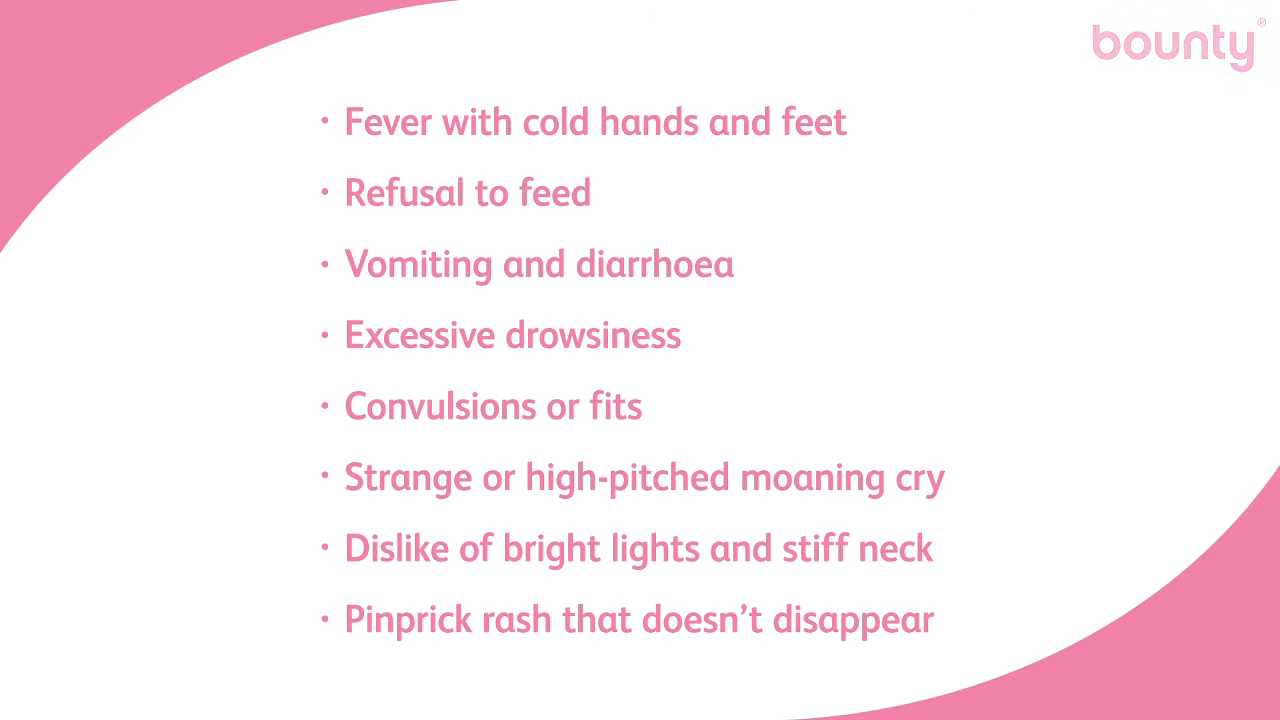 bounty®
· Fever with cold hands and feet
· Refusal to feed
· Vomiting and diarrhoea
· Excessive drowsiness
· Convulsions or fits
· Strange or high-pitched moaning cry
· Dislike of bright lights and stiff neck
· Pinprick rash that doesn’t disappear